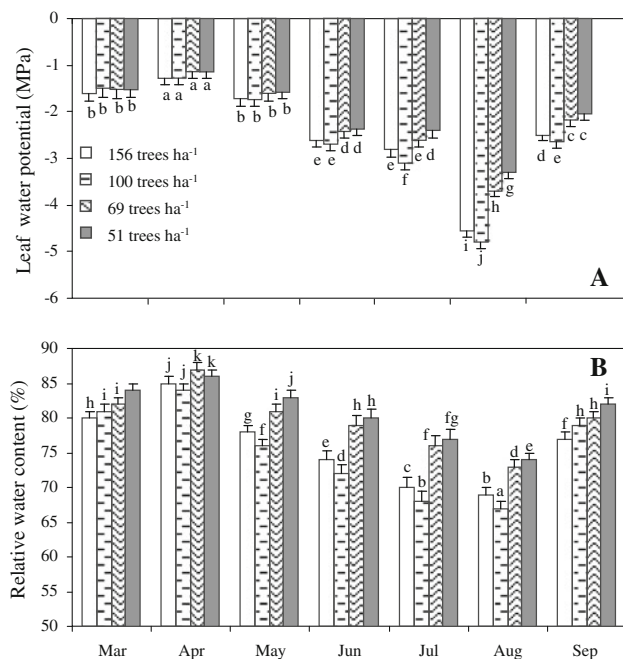 0
-1
-2
-3
-4
-5
-6
Leaf water potential (MPa)
b b b b a a a a b b b b e e d d e f e d i j h g d e c c
156 trees ha⁻¹
100 trees ha⁻¹
69 trees ha⁻¹
51 trees ha⁻¹
A
90
85
80
75
70
65
60
55
50
Relative water content (%)
B
h i i j j k k g f i j e d h h c b f fg b a d e f h h i
Mar Apr May Jun Jul Aug Sep